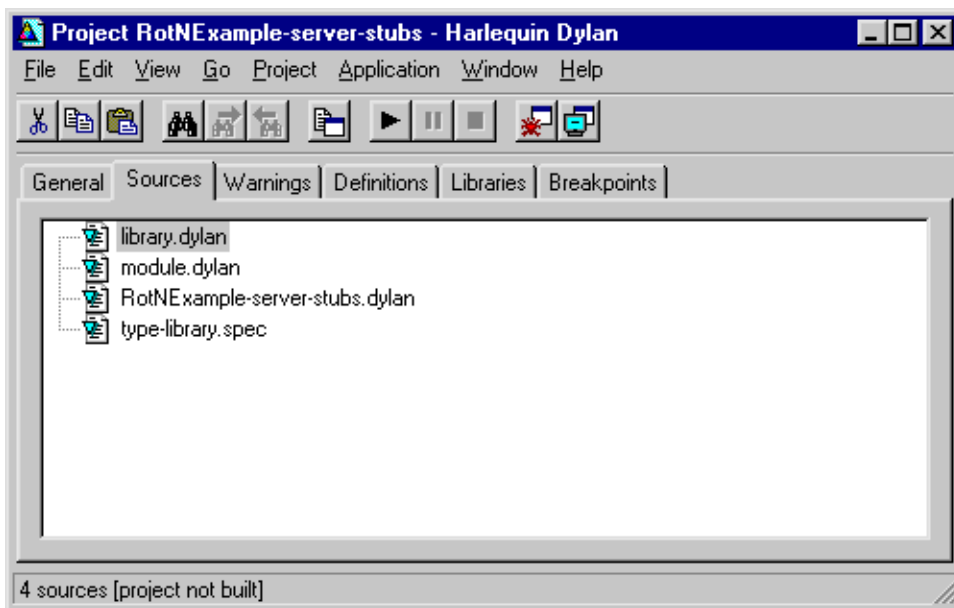 Project RotNExample-server-stubs - Harlequin Dylan
File Edit View Go Project Application Window Help
General Sources Warnings Definitions Libraries Breakpoints
library.dylan
module.dylan
RotNExample-server-stubs.dylan
type-library.spec
4 sources [project not built]